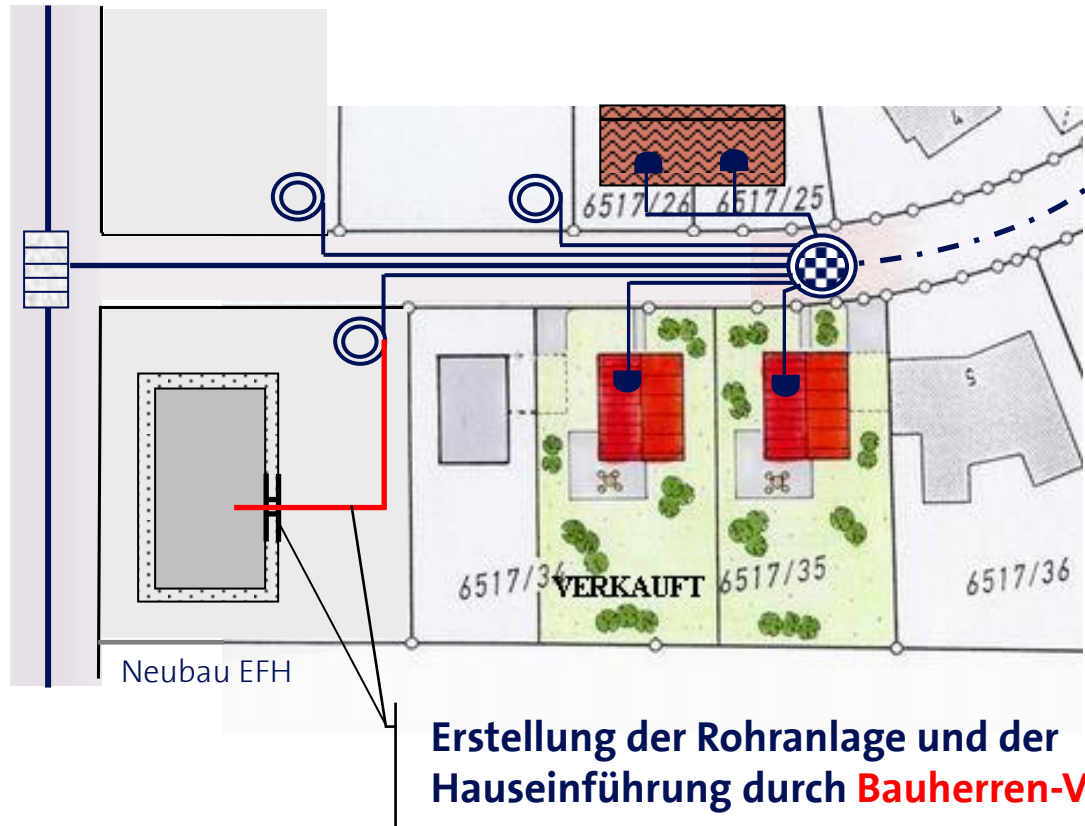 4
6517/26 6517/25
5
6517/34 VERKAUFT 6517/35 6517/36
Neubau EFH
Erstellung der Rohranlage und der
Hauseinführung durch Bauherren-V